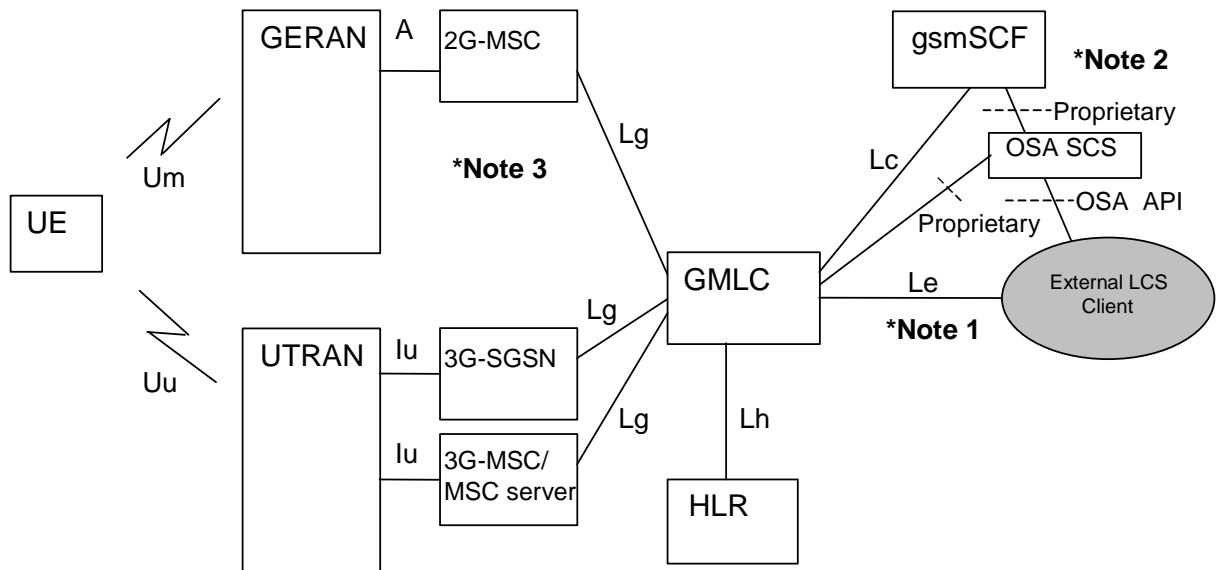 GERAN
A
2G-MSC
gsmSCF
*Note 2
Proprietary
Lg
OSA SCS
Lc
*Note 3
Um
OSA API
Proprietary
UE
GMLC
External LCS
Client
Le
*Note 1
Lg
UTRAN
Iu
3G-SGSN
Uu
Lg
Lh
Iu
3G-MSC/
MSC server
HLR